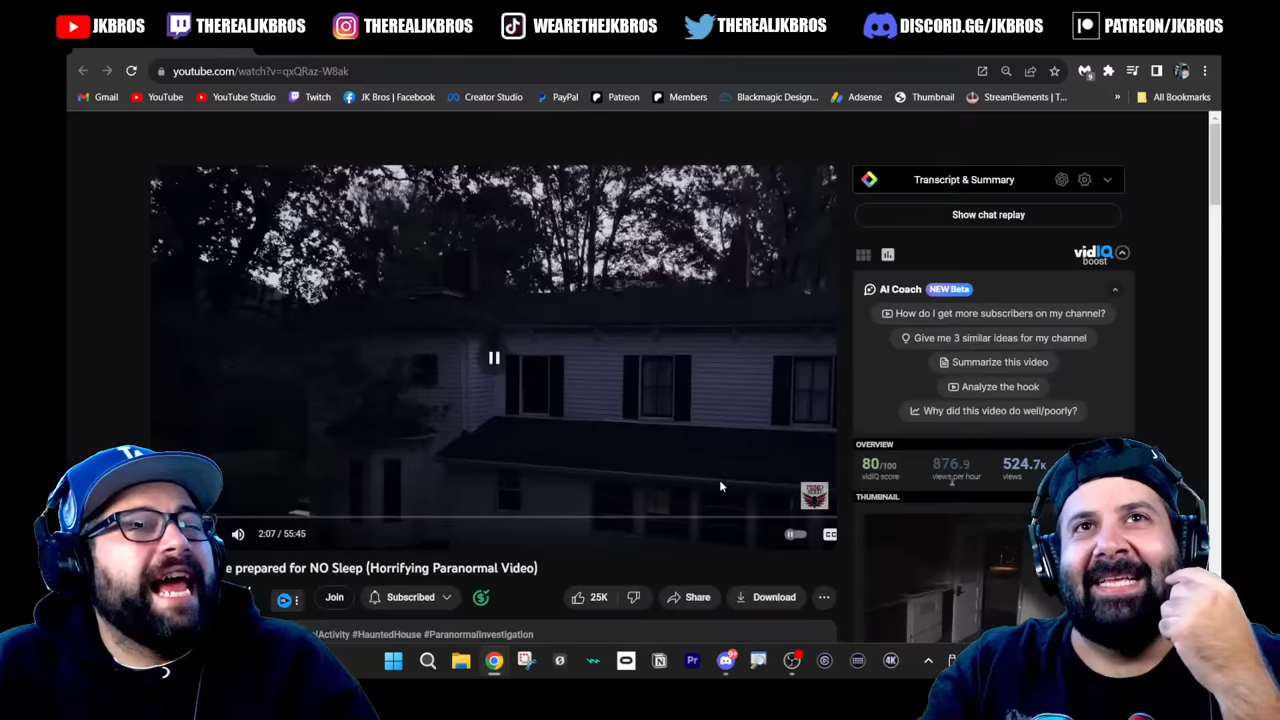 JKBROS THEREALJKBROS THEREALJKBROS WEARETHEJKBROS THEREALJKBROS DISCORD.GG/JKBROS PATREON/JKBROS
youtube.com/watch?v=qxQRaz-W8ak
Gmail YouTube YouTube Studio Twitch JK Bros | Facebook Creator Studio PayPal Patreon Members Blackmagic Design... Adsense Thumbnail StreamElements | T... » All Bookmarks
Transcript & Summary
Show chat replay
vidIQ
boost
AI Coach NEW Beta
How do I get more subscribers on my channel?
Give me 3 similar ideas for my channel
Summarize this video
Analyze the hook
Why did this video do well/poorly?
OVERVIEW
80/100 876.9 524.7K
vidIQ score views per hour views
THUMBNAIL
2:07 / 55:45
CC
e prepared for NO Sleep (Horrifying Paranormal Video)
Join Subscribed 25K Share Download
lActivity #HauntedHouse #ParanormalInvestigation
Pr 9+ 4K